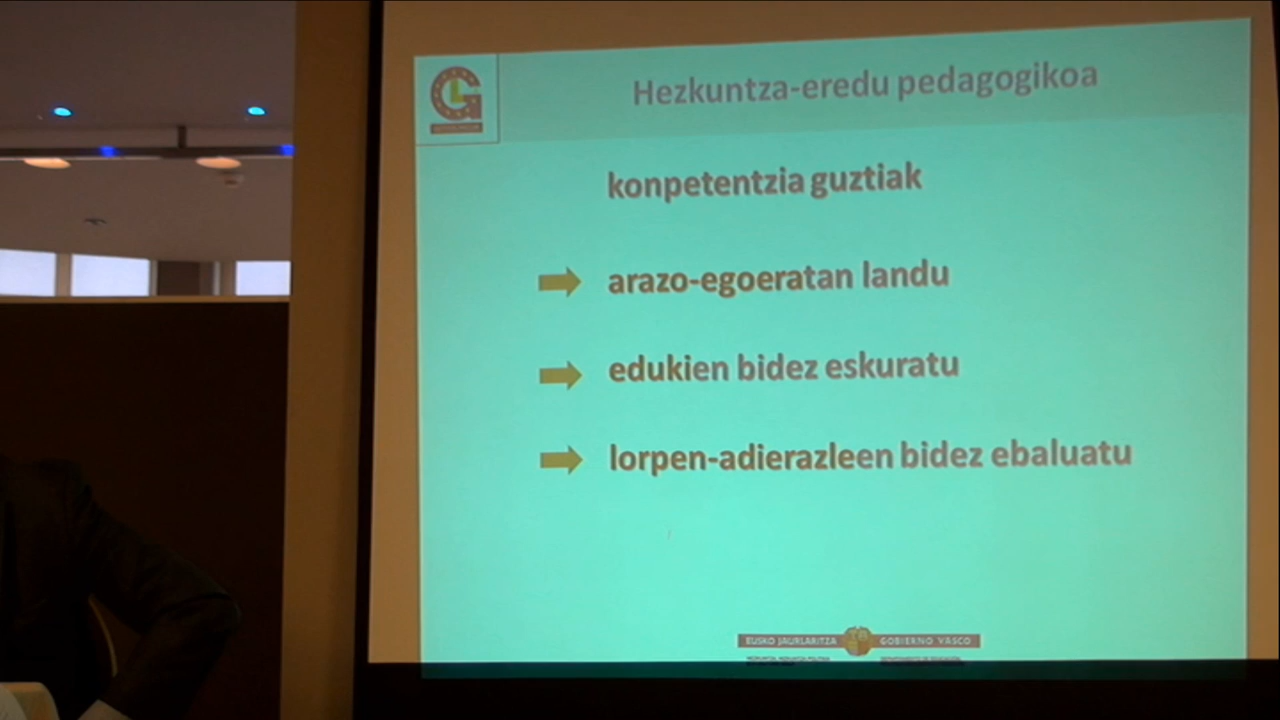 Hezkuntza-eredu pedagogikoa
konpetentzia guztiak
arazo-egoeratan landu
edukien bidez eskuratu
lorpen-adierazleen bidez ebaluatu
EUSKO JAURLARITZA
GOBIERNO VASCO